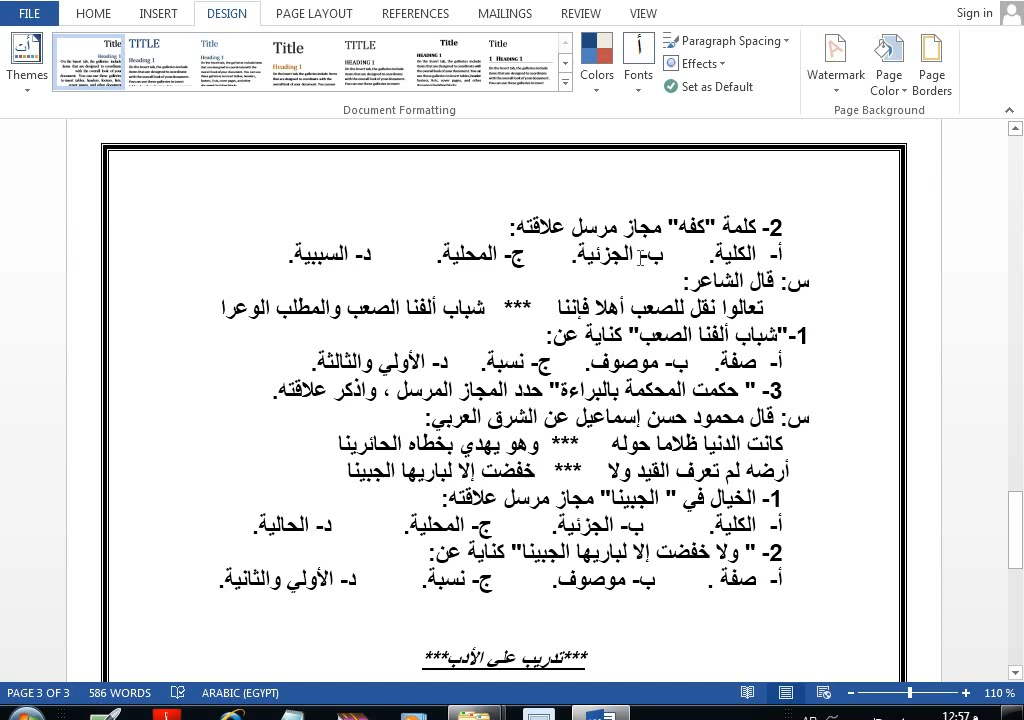 FILE HOME INSERT DESIGN PAGE LAYOUT REFERENCES MAILINGS REVIEW VIEW Sign in
Themes Colors Fonts Paragraph Spacing Effects Set as Default Watermark Page Color Page Borders
Document Formatting Page Background
2- كلمة "كفه" مجاز مرسل علاقته:
أ- الكلية. ب- الجزئية. ج- المحلية. د- السببية.
س: قال الشاعر:
تعالوا نقل للصعب أهلا فإننا *** شباب ألفنا الصعب والمطلب الوعرا
1-"شباب ألفنا الصعب" كناية عن:
أ- صفة. ب- موصوف. ج- نسبة. د- الأولي والثالثة.
3- " حكمت المحكمة بالبراءة" حدد المجاز المرسل ، واذكر علاقته.
س: قال محمود حسن إسماعيل عن الشرق العربي:
كانت الدنيا ظلاما حوله *** وهو يهدي بخطاه الحائرينا
أرضه لم تعرف القيد ولا *** خفضت إلا لباريها الجبينا
1- الخيال في " الجبينا" مجاز مرسل علاقته:
أ- الكلية. ب- الجزئية. ج- المحلية. د- الحالية.
2- " ولا خفضت إلا لباريها الجبينا" كناية عن:
أ- صفة . ب- موصوف. ج- نسبة. د- الأولي والثانية.
***تدريب على الأدب***
PAGE 3 OF 3 586 WORDS ARABIC (EGYPT) 110 %
12:57